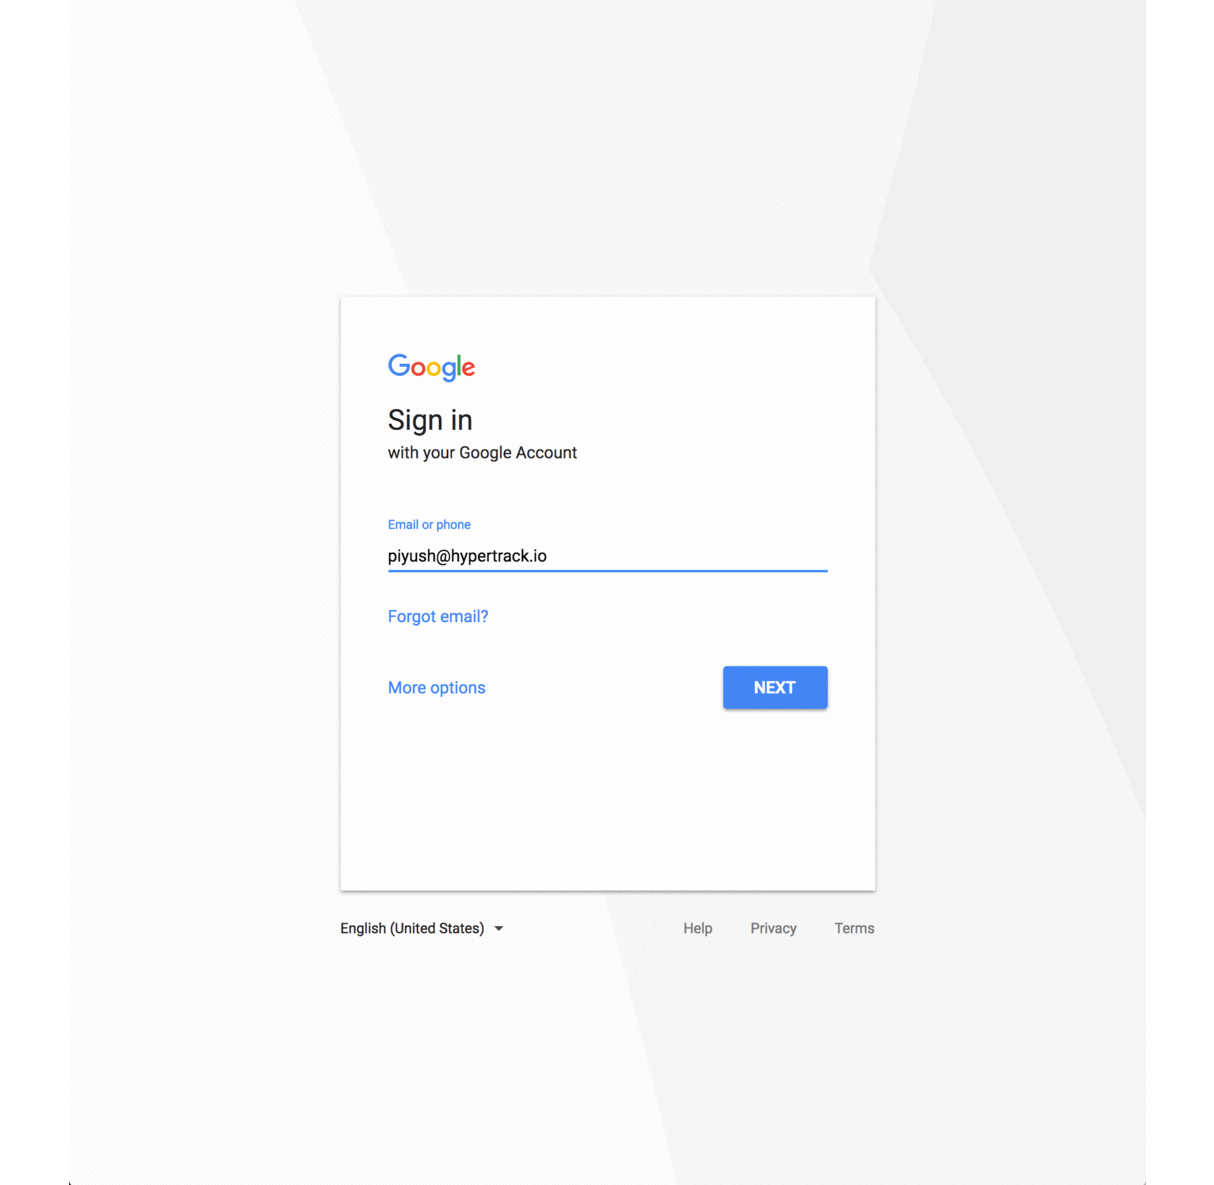 Google
Sign in
with your Google Account
Email or phone
piyush@hypertrack.io
Forgot email?
More options
NEXT
English (United States)
Help
Privacy
Terms